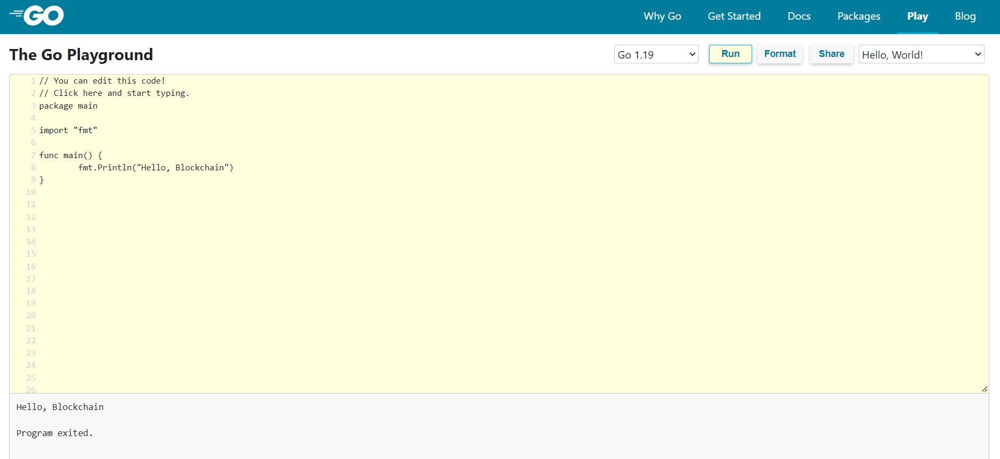 GO
Why Go Get Started Docs Packages Play Blog
The Go Playground
Go 1.19 Run Format Share Hello, World!
1 // You can edit this code!
2 // Click here and start typing.
3 package main
4
5 import "fmt"
6
7 func main() {
8 fmt.Println("Hello, Blockchain")
9 }
10
11
12
13
14
15
16
17
18
19
20
21
22
23
24
25
26
Hello, Blockchain
Program exited.